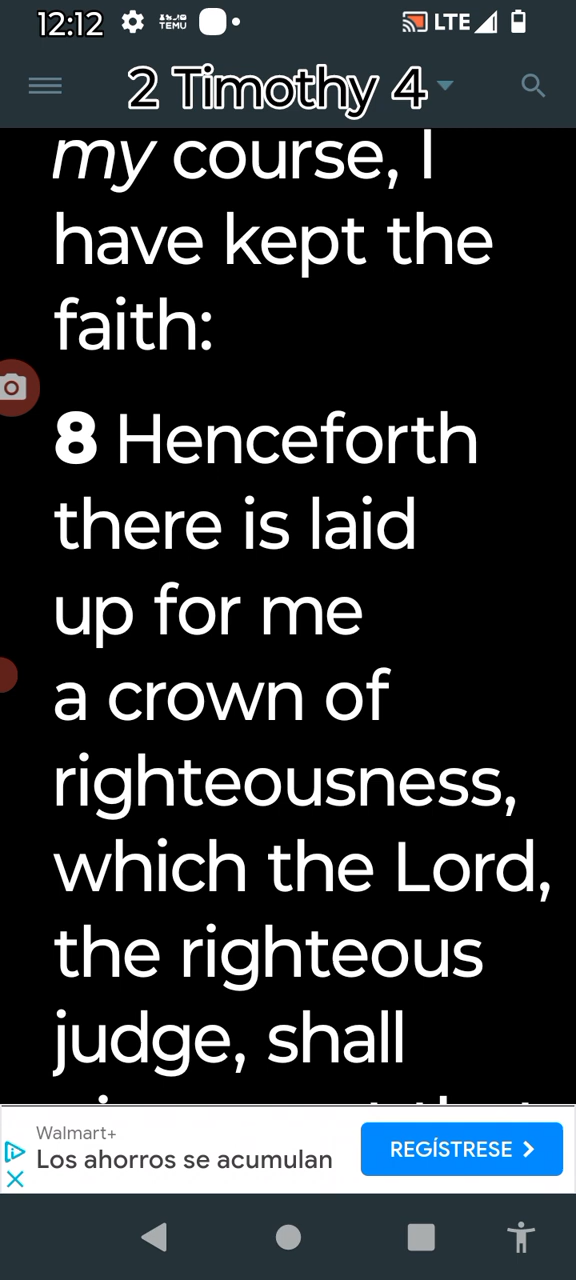 12:12 TEMU LTE
2 Timothy 4
my course, I
have kept the
faith:
8 Henceforth
there is laid
up for me
a crown of
righteousness,
which the Lord,
the righteous
judge, shall
Walmart+
Los ahorros se acumulan
REGÍSTRESE